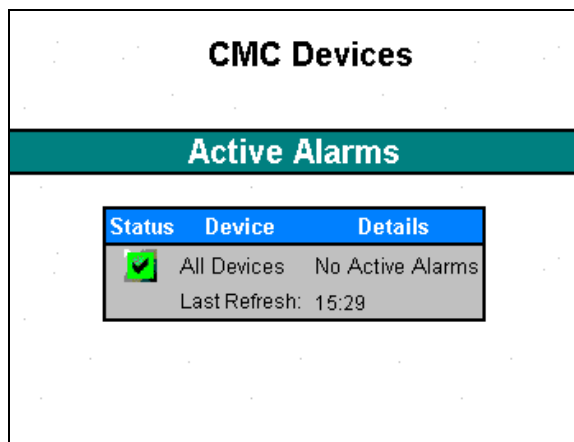 CMC Devices
Active Alarms
Status Device Details
All Devices No Active Alarms
Last Refresh: 15:29